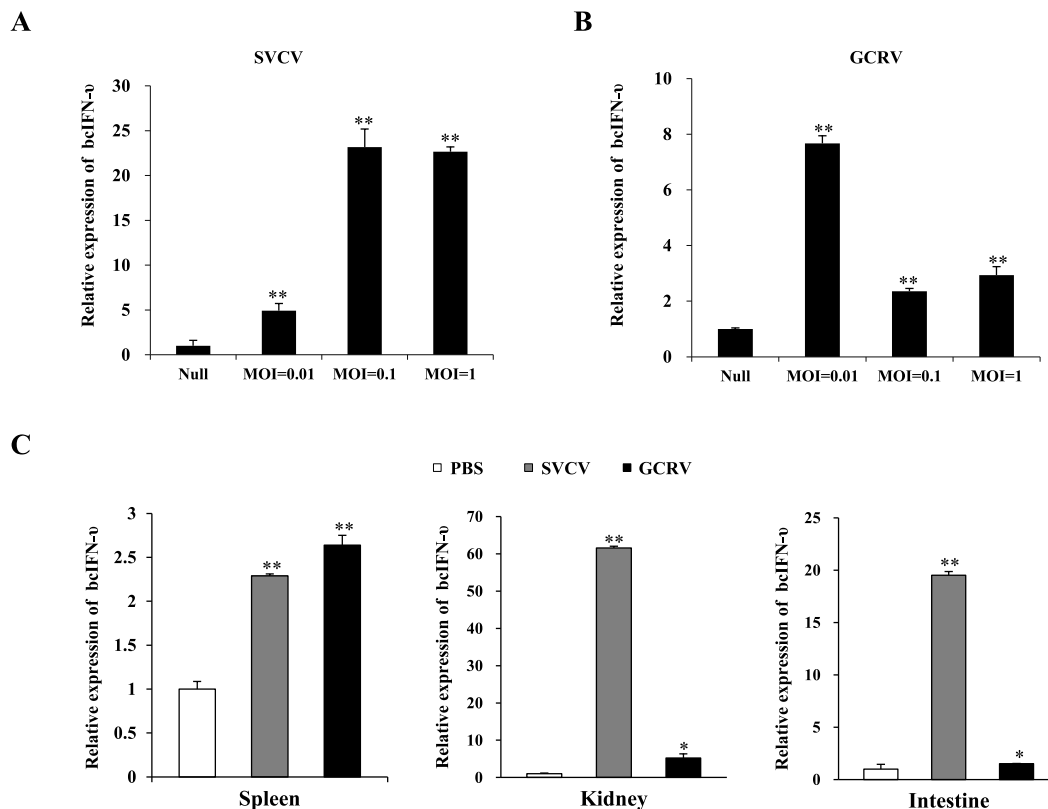 A
SVCV
Relative expression of bcIFN-υ
30
25
20
15
10
5
0
**
**
**
Null MOI=0.01 MOI=0.1 MOI=1
B
GCRV
Relative expression of bcIFN-υ
10
8
6
4
2
0
**
**
**
Null MOI=0.01 MOI=0.1 MOI=1
C
PBS SVCV GCRV
Relative expression of bcIFN-υ
3
2.5
2
1.5
1
0.5
0
**
**
Spleen
Relative expression of bcIFN-υ
70
60
50
40
30
20
10
0
**
*
Kidney
Relative expression of bcIFN-υ
25
20
15
10
5
0
**
*
Intestine